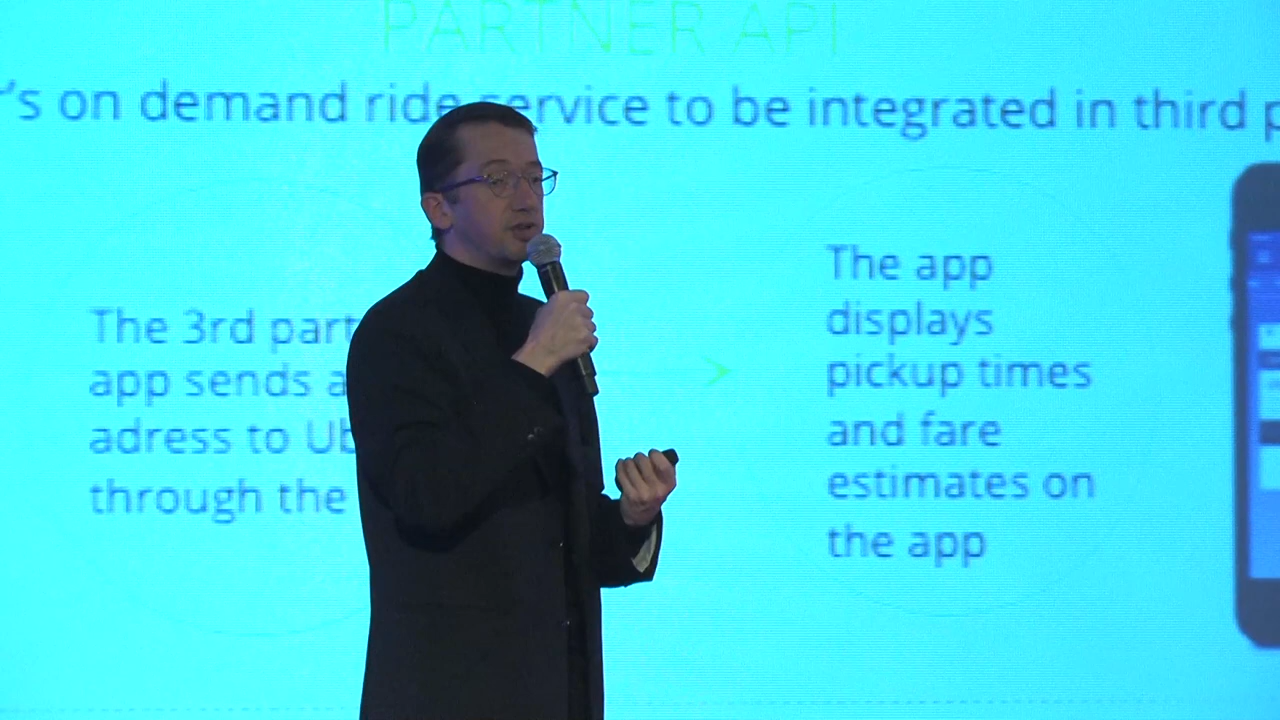 PARTNER API
r's on demand ride service to be integrated in third p
The 3rd part
app sends a
adress to Ub
through the
The app
displays
pickup times
and fare
estimates on
the app